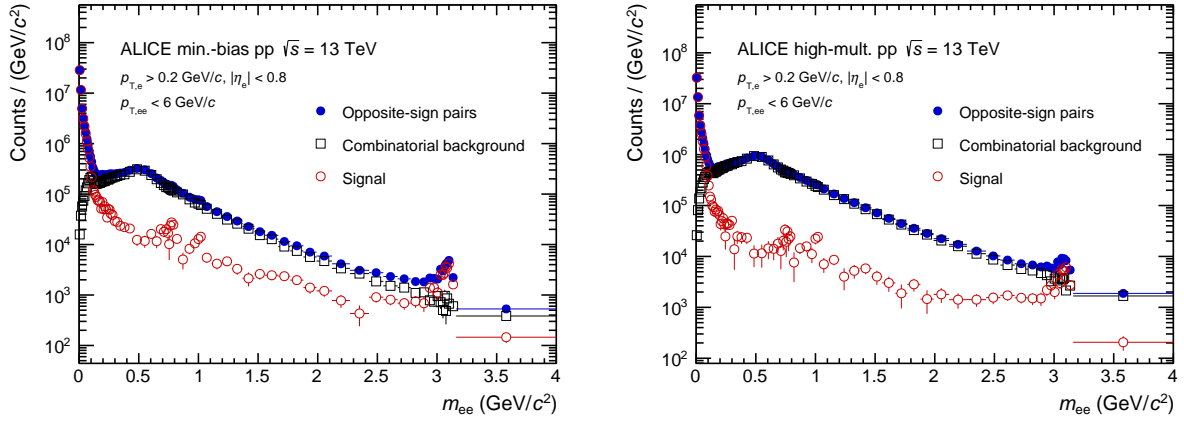 Counts / (GeV/c²)
10⁸
10⁷
10⁶
10⁵
10⁴
10³
10²
ALICE min.-bias pp √s = 13 TeV
p_T,e > 0.2 GeV/c, |η_e| < 0.8
p_T,ee < 6 GeV/c
Opposite-sign pairs
Combinatorial background
Signal
0 0.5 1 1.5 2 2.5 3 3.5 4
m_ee (GeV/c²)
Counts / (GeV/c²)
10⁸
10⁷
10⁶
10⁵
10⁴
10³
10²
ALICE high-mult. pp √s = 13 TeV
p_T,e > 0.2 GeV/c, |η_e| < 0.8
p_T,ee < 6 GeV/c
Opposite-sign pairs
Combinatorial background
Signal
0 0.5 1 1.5 2 2.5 3 3.5 4
m_ee (GeV/c²)